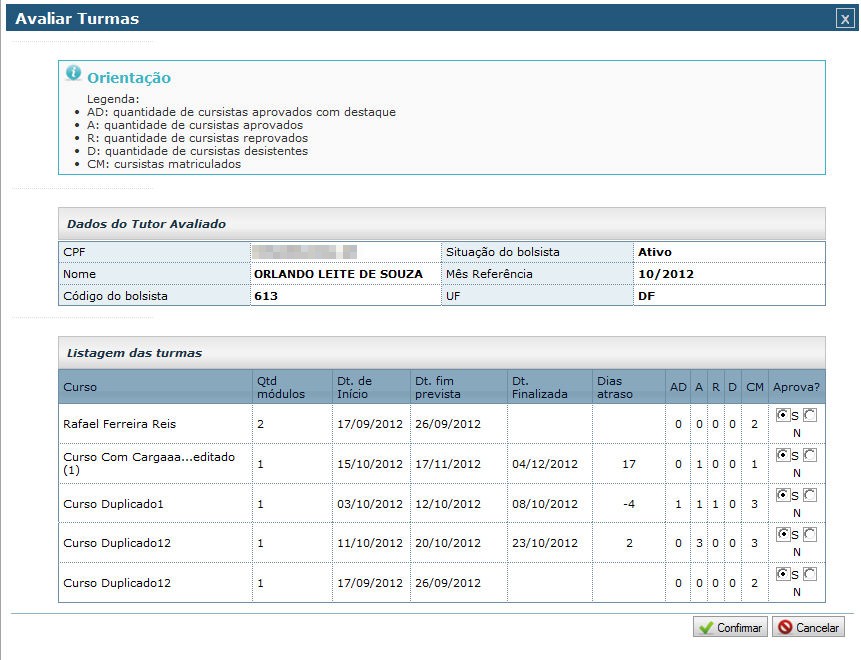 Avaliar Turmas
X
Orientação
Legenda:
• AD: quantidade de cursistas aprovados com destaque
• A: quantidade de cursistas aprovados
• R: quantidade de cursistas reprovados
• D: quantidade de cursistas desistentes
• CM: cursistas matriculados
Dados do Tutor Avaliado
CPF Situação do bolsista Ativo
Nome ORLANDO LEITE DE SOUZA Mês Referência 10/2012
Código do bolsista 613 UF DF
Listagem das turmas
Curso Qtd módulos Dt. de Início Dt. fim prevista Dt. Finalizada Dias atraso AD A R D CM Aprova?
Rafael Ferreira Reis 2 17/09/2012 26/09/2012 0 0 0 0 2 S N
Curso Com Cargaaa...editado (1) 1 15/10/2012 17/11/2012 04/12/2012 17 0 1 0 0 1 S N
Curso Duplicado1 1 03/10/2012 12/10/2012 08/10/2012 -4 1 1 1 0 3 S N
Curso Duplicado12 1 11/10/2012 20/10/2012 23/10/2012 2 0 3 0 0 3 S N
Curso Duplicado12 1 17/09/2012 26/09/2012 0 0 0 0 2 S N
Confirmar Cancelar